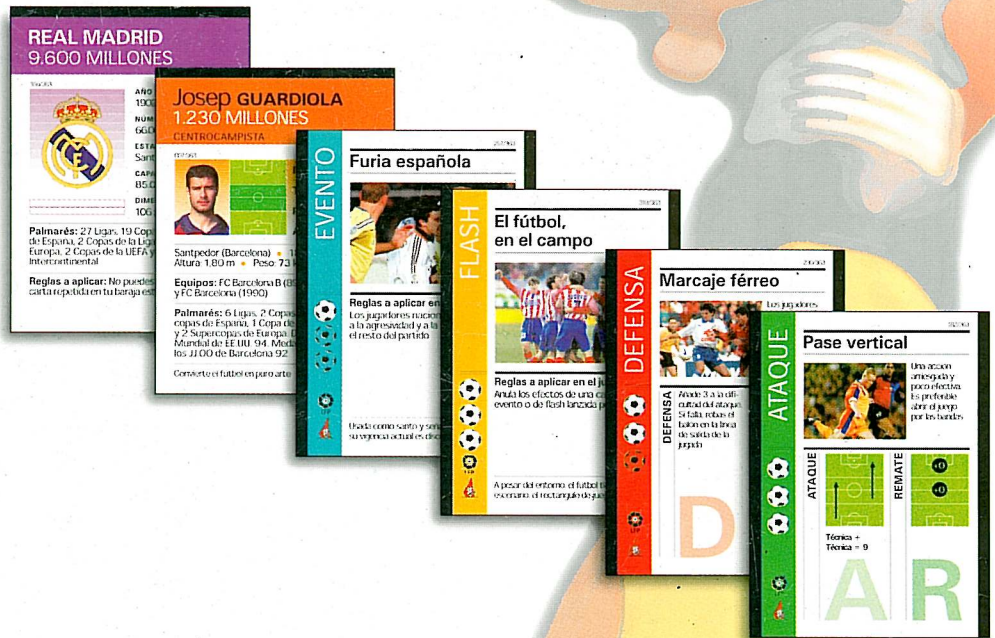 REAL MADRID
9.600 MILLONES
AÑO
190
NÚM
66.0
ESTA
Sant
CAPA
85.0
DIME
106
Palmarés: 27 Ligas, 19 Cop
de España, 2 Copas de la Liga
Europa, 2 Copas de la UEFA y
Intercontinental
Reglas a aplicar: No puedes
carta repetida en tu baraja est
Josep GUARDIOLA
1.230 MILLONES
CENTROCAMPISTA
Santpedor (Barcelona) • 1
Altura: 1,80 m • Peso: 73 k
Equipos: FC Barcelona B (8
y FC Barcelona (1990)
Palmarés: 6 Ligas, 2 Copas
copas de España, 1 Copa de
y 2 Supercopas de Europa.
Mundial de EE.UU. 94. Meda
los JJ.OO de Barcelona 92
Convierte el fútbol en puro arte
EVENTO
Furia española
Reglas a aplicar en
Los jugadores nacion
a la agresividad y a la
el resto del partido
Usada como santo y seña
su vigencia actual es disc
FLASH
El fútbol,
en el campo
Reglas a aplicar en el ju
Anula los efectos de una ca
evento o de flash lanzada p
A pesar del entorno, el fútbol ti
escenario: el rectángulo de jue
DEFENSA
Marcaje férreo
Los jugadores
DEFENSA
Añade 3 a la difi-
cultad del ataque.
Si falla, robas el
balón en la línea
de salida de la
jugada
D
ATAQUE
Pase vertical
Una acción
arriesgada y
poco efectiva.
Es preferible
abrir el juego
por las bandas
ATAQUE
Técnica +
Técnica = 9
A
REMATE
+0
+0
R